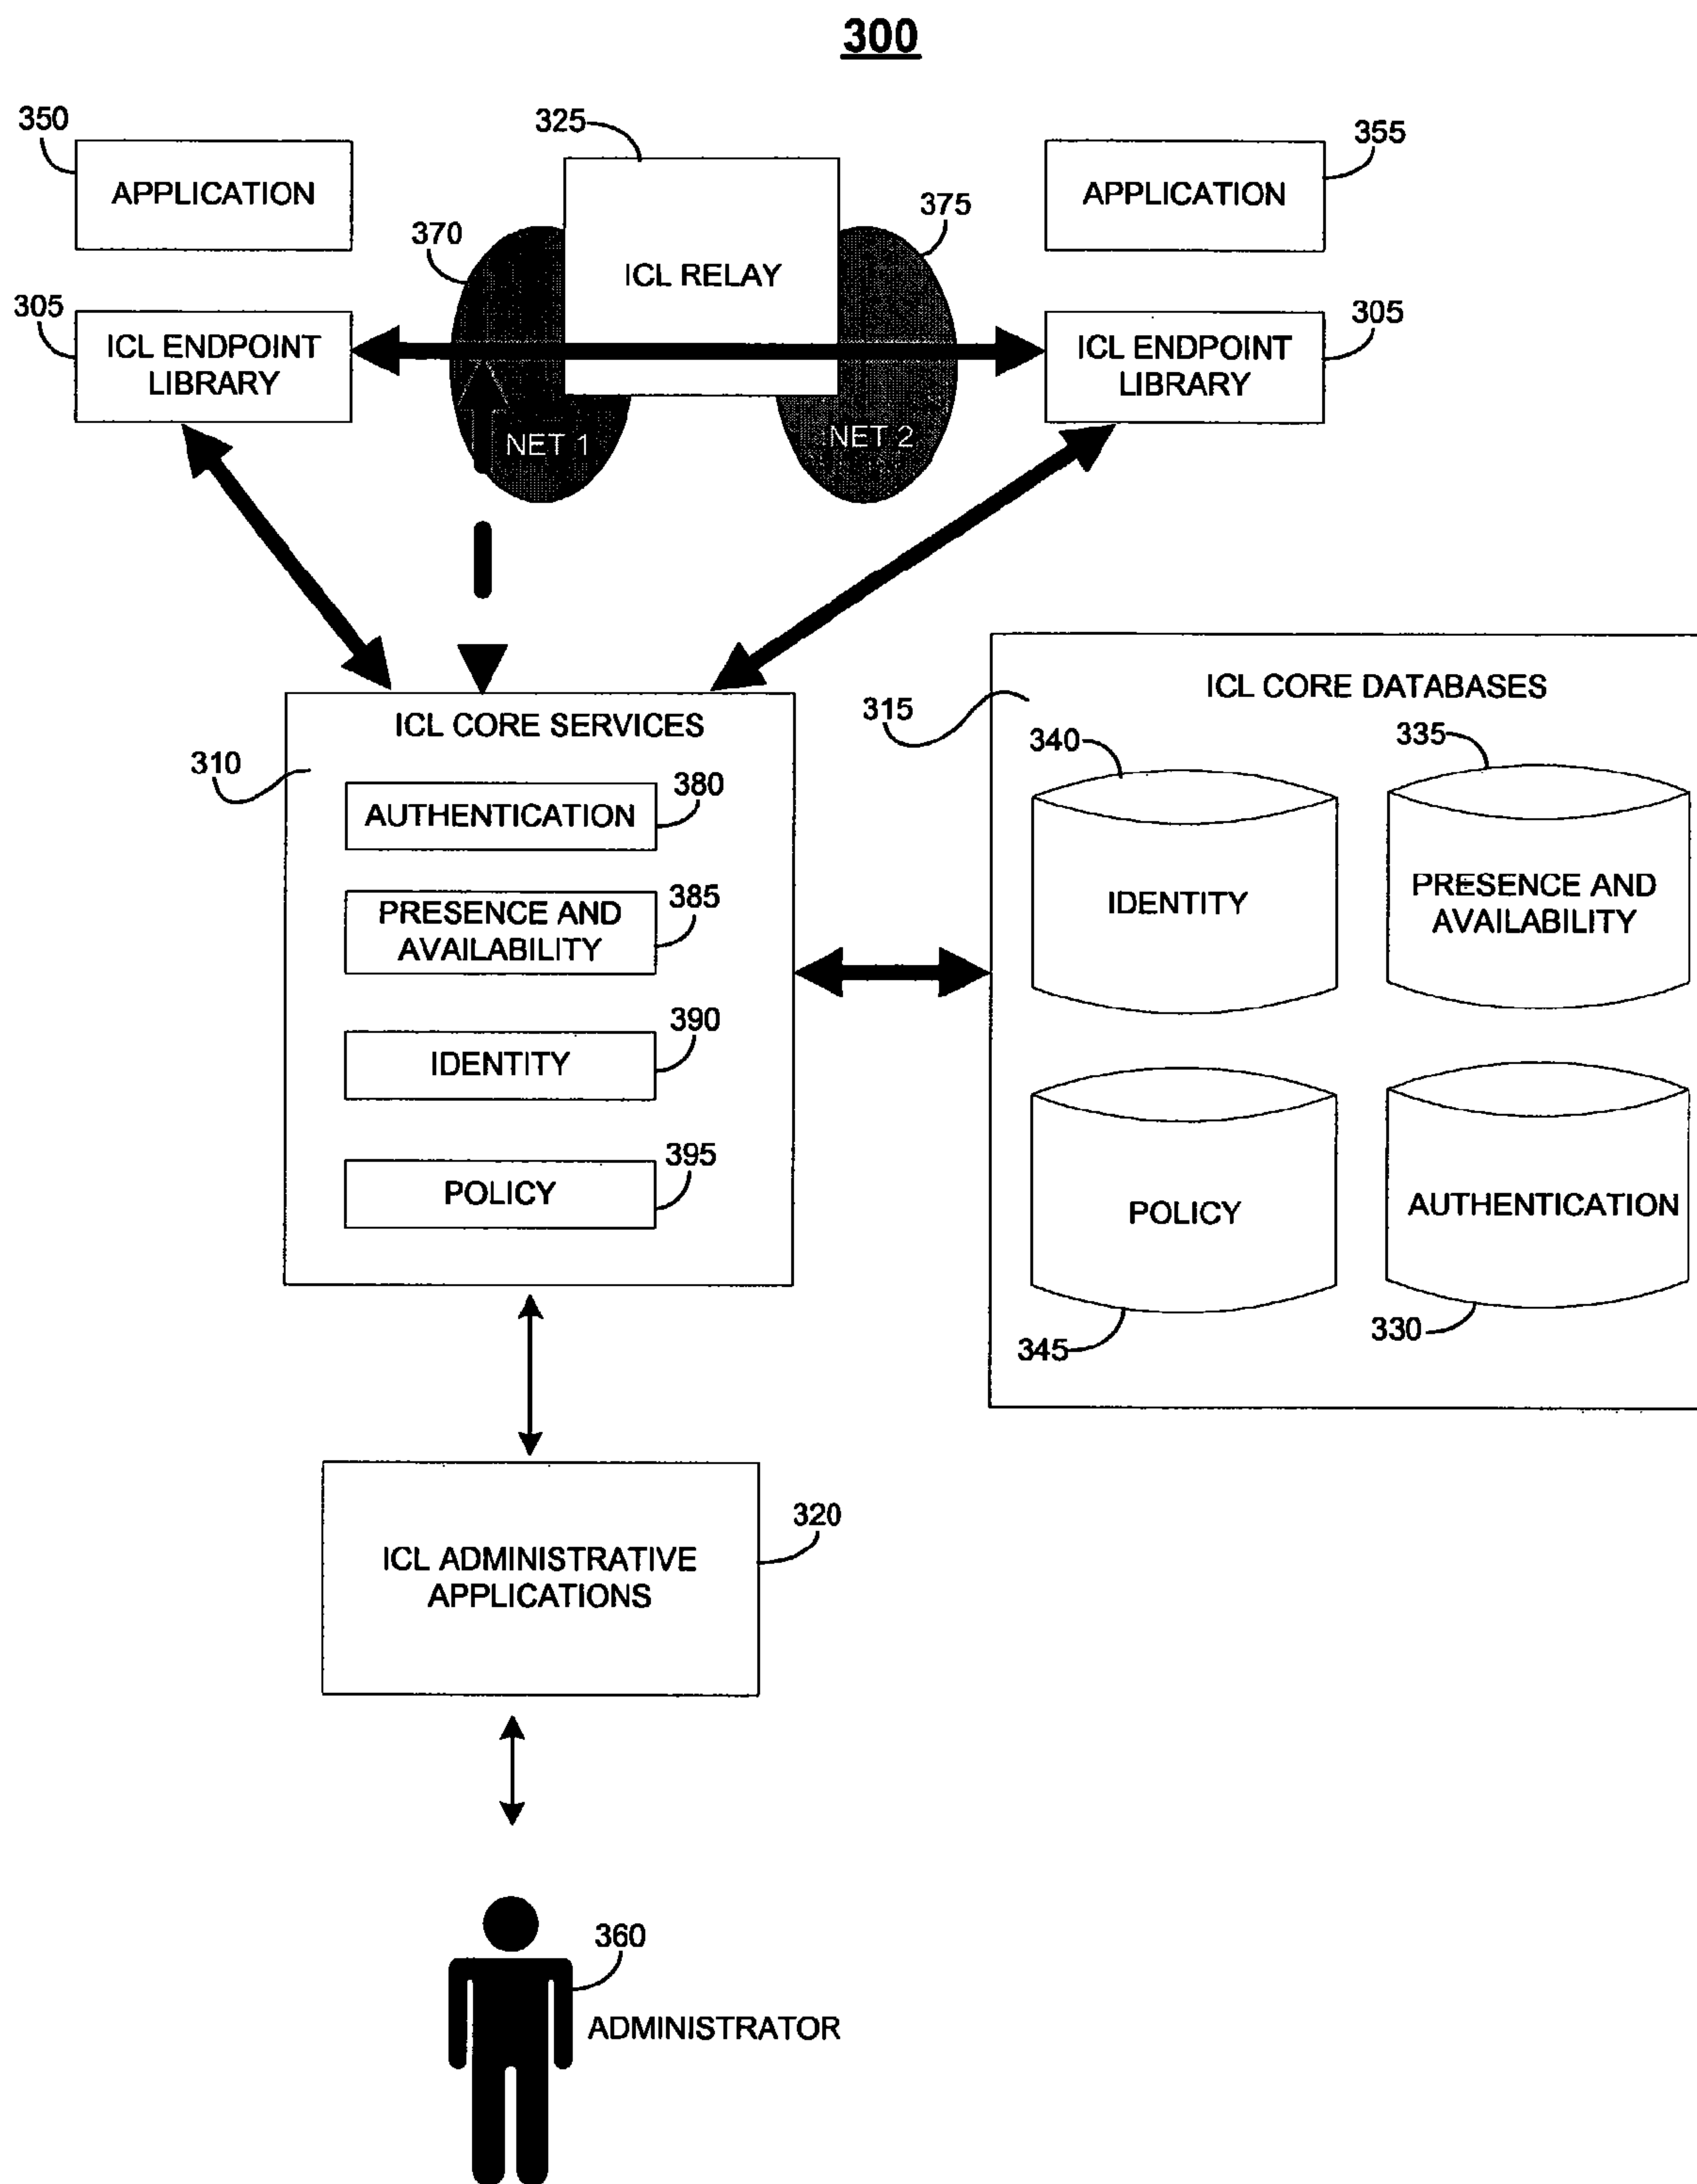 300
350
325
355
APPLICATION
APPLICATION
370
375
ICL RELAY
305
305
ICL ENDPOINT
LIBRARY
ICL ENDPOINT
LIBRARY
NET 1
NET 2
ICL CORE SERVICES
310
AUTHENTICATION
380
PRESENCE AND
AVAILABILITY
385
IDENTITY
390
POLICY
395
315
ICL CORE DATABASES
340
335
IDENTITY
PRESENCE AND
AVAILABILITY
POLICY
AUTHENTICATION
345
330
320
ICL ADMINISTRATIVE
APPLICATIONS
360
ADMINISTRATOR